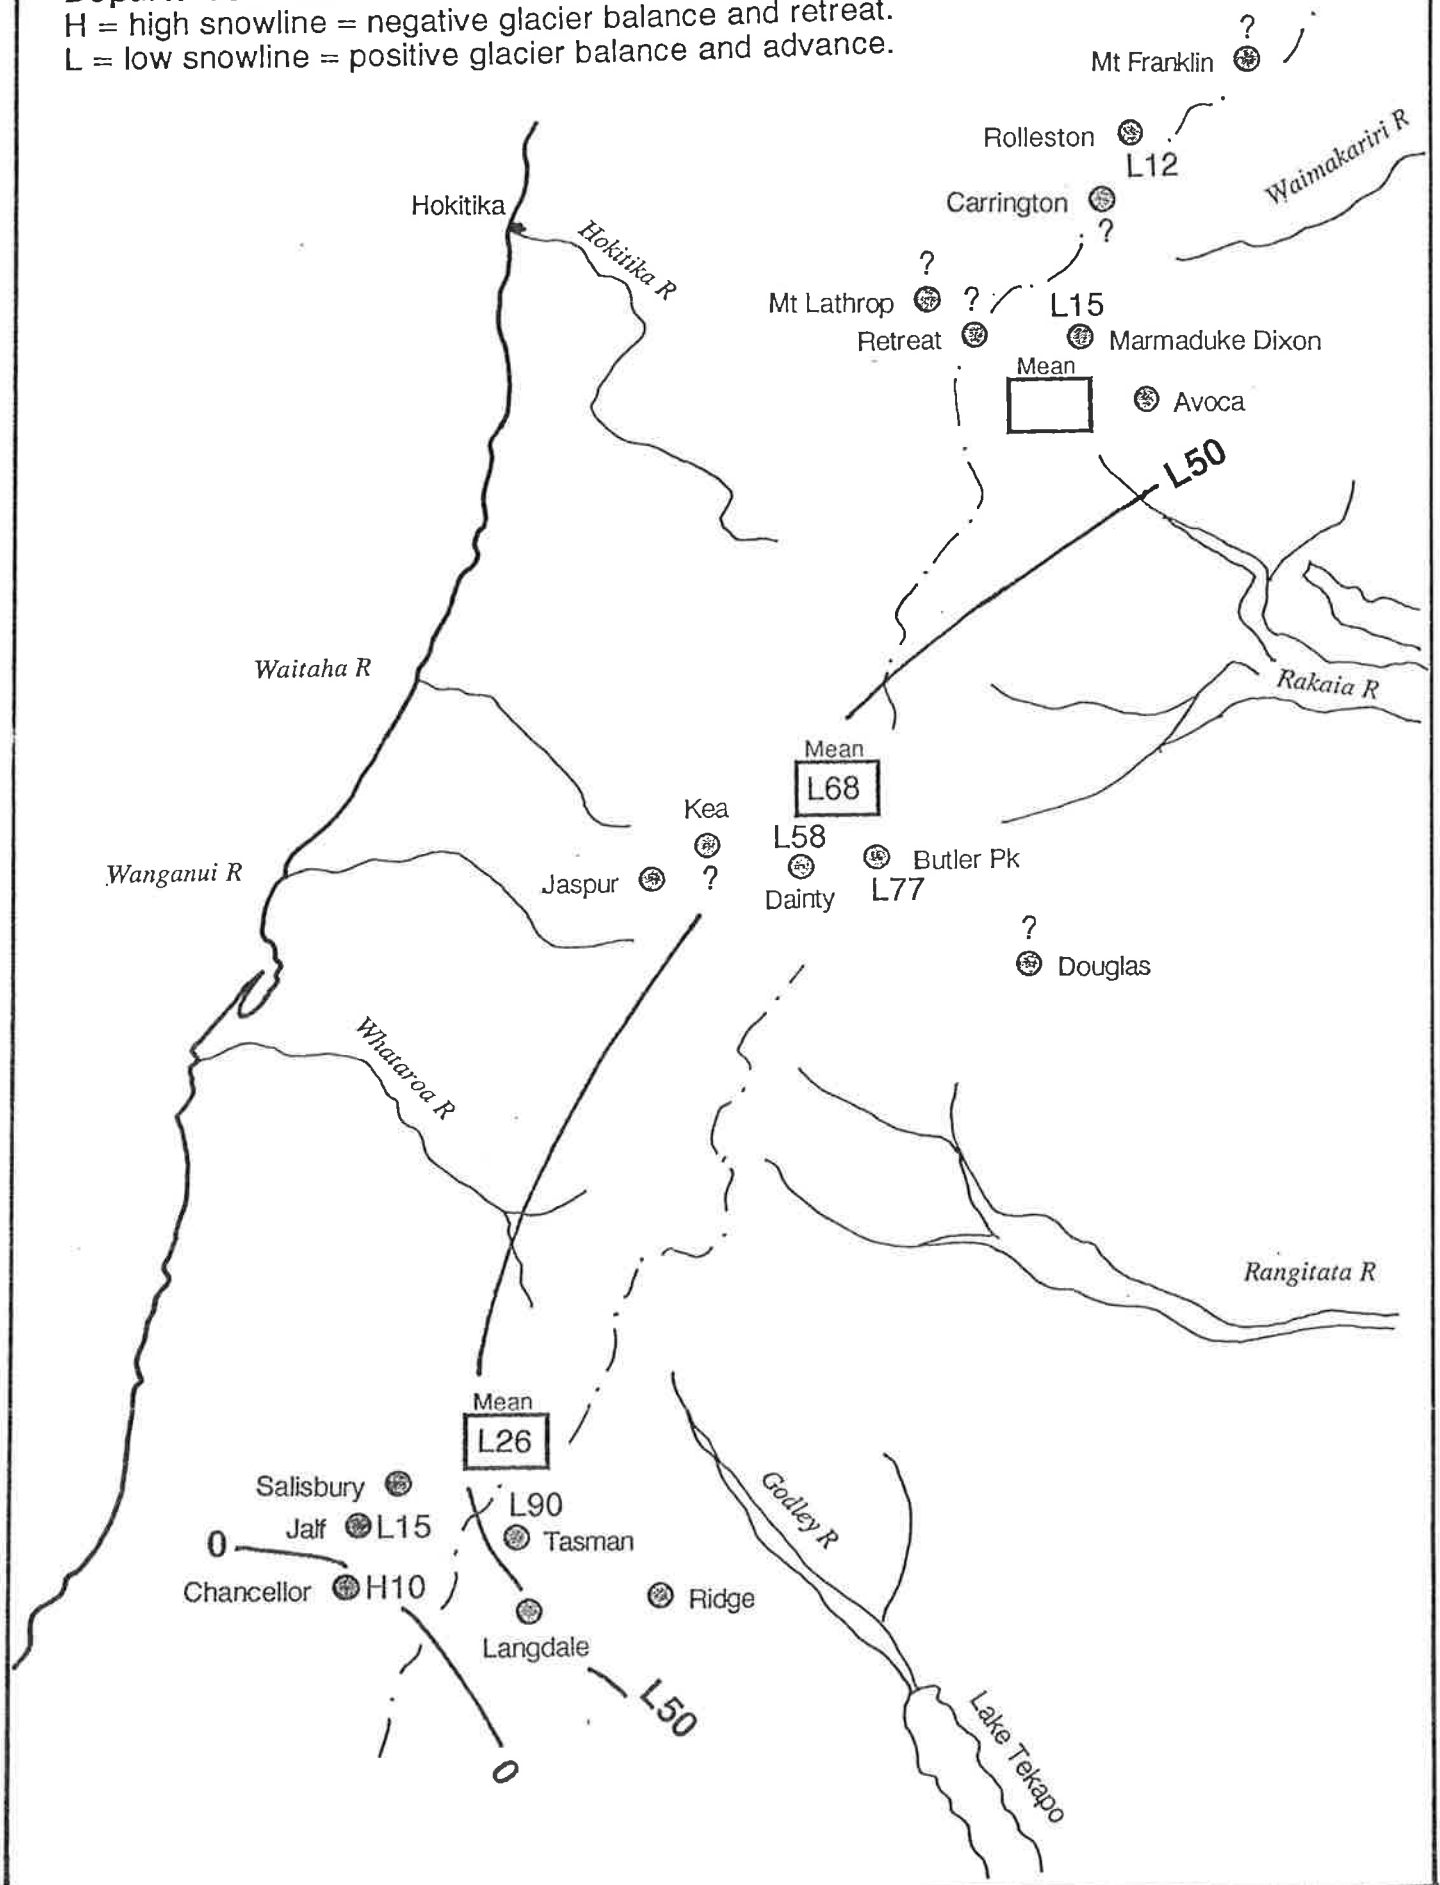 H = high snowline = negative glacier balance and retreat.
L = low snowline = positive glacier balance and advance.
?
Mt Franklin
Rolleston
L12
Waimakariri R
Carrington
?
Hokitika
Hokitika R
?
Mt Lathrop
?
L15
Retreat
Marmaduke Dixon
Mean
Avoca
L50
Waitaha R
Rakaia R
Mean
L68
Kea
L58
Wanganui R
Jaspur
?
Dainty
Butler Pk
L77
?
Douglas
Whataroa R
Rangitata R
Mean
L26
Salisbury
L90
Godley R
Jalf
L15
Tasman
0
Chancellor
H10
Ridge
Langdale
L50
0
Lake Tekapo